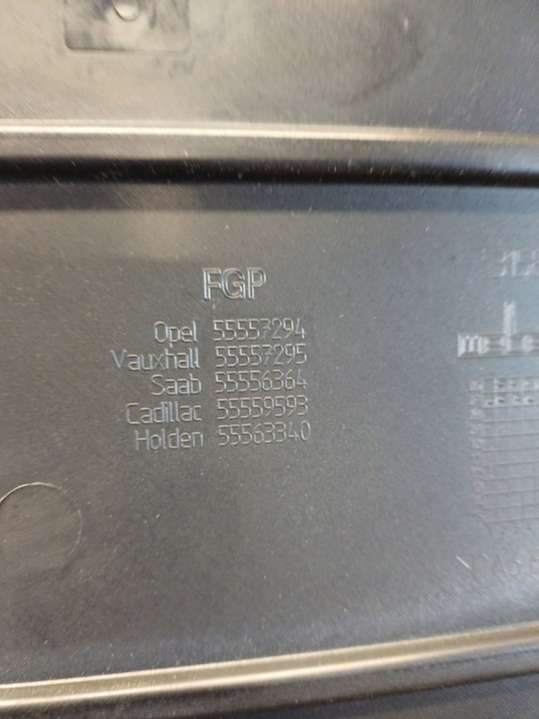 FGP
Opel 55557294
Vauxhall 55557295
Saab 55556364
Cadillac 55559593
Holden 55563340